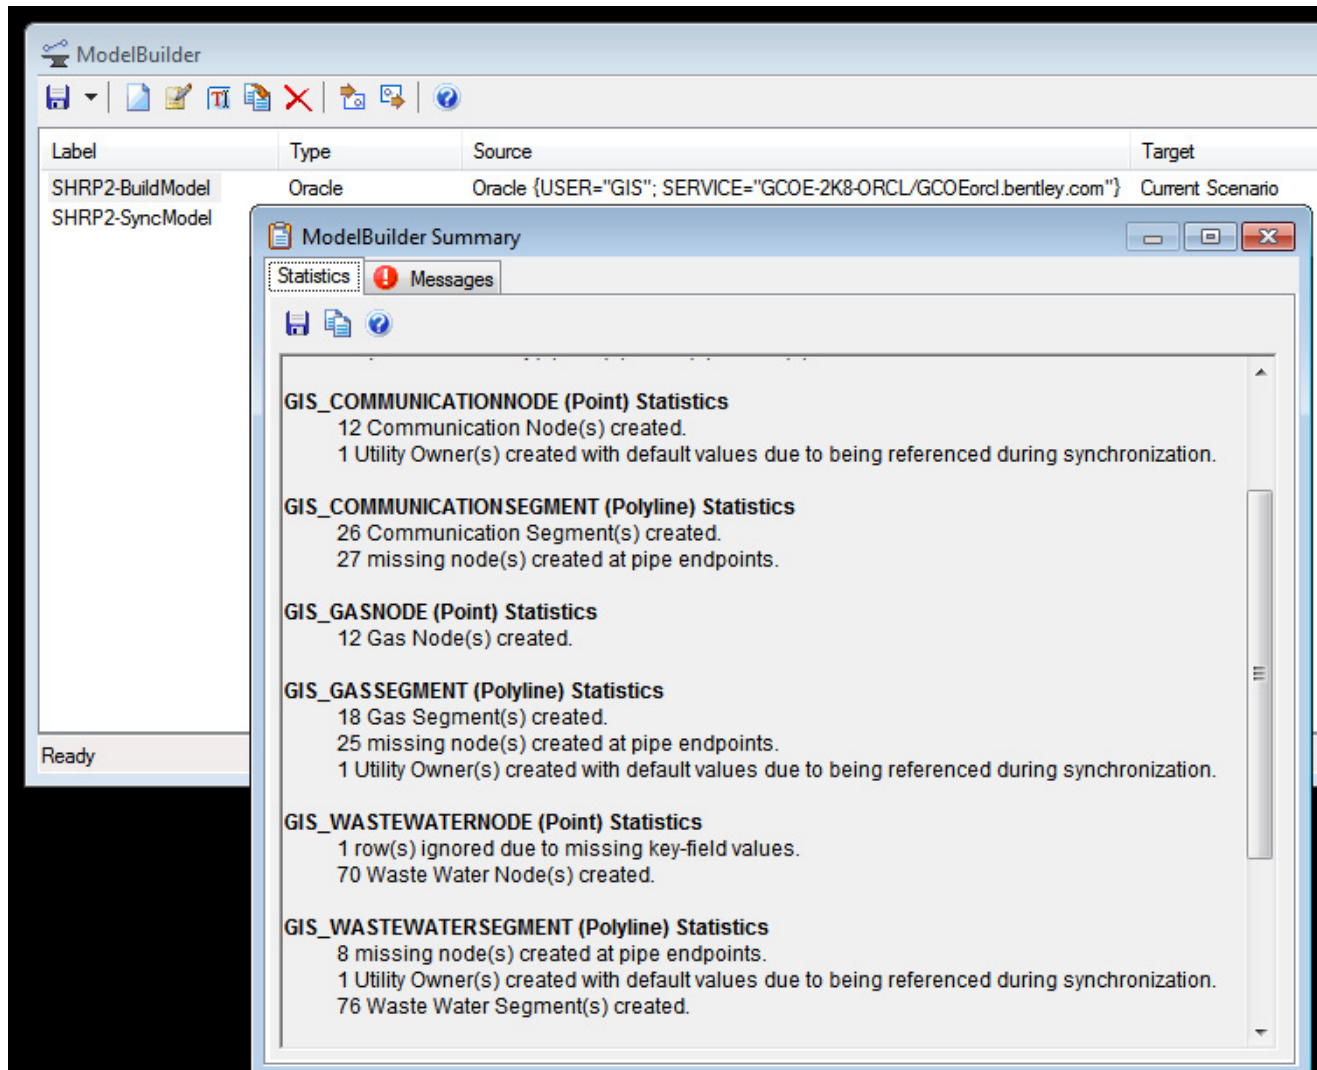 ModelBuilder
Label Type Source Target
SHRP2-BuildModel Oracle Oracle {USER="GIS"; SERVICE="GCOE-2K8-ORCL/GCOEorcl.bentley.com"} Current Scenario
SHRP2-SyncModel
ModelBuilder Summary
Statistics Messages
GIS_COMMUNICATIONNODE (Point) Statistics
12 Communication Node(s) created.
1 Utility Owner(s) created with default values due to being referenced during synchronization.
GIS_COMMUNICATIONSEGMENT (Polyline) Statistics
26 Communication Segment(s) created.
27 missing node(s) created at pipe endpoints.
GIS_GASNODE (Point) Statistics
12 Gas Node(s) created.
GIS_GASSEGMENT (Polyline) Statistics
18 Gas Segment(s) created.
25 missing node(s) created at pipe endpoints.
1 Utility Owner(s) created with default values due to being referenced during synchronization.
GIS_WASTEWATERNODE (Point) Statistics
1 row(s) ignored due to missing key-field values.
70 Waste Water Node(s) created.
GIS_WASTEWATERSEGMENT (Polyline) Statistics
8 missing node(s) created at pipe endpoints.
1 Utility Owner(s) created with default values due to being referenced during synchronization.
76 Waste Water Segment(s) created.
Ready